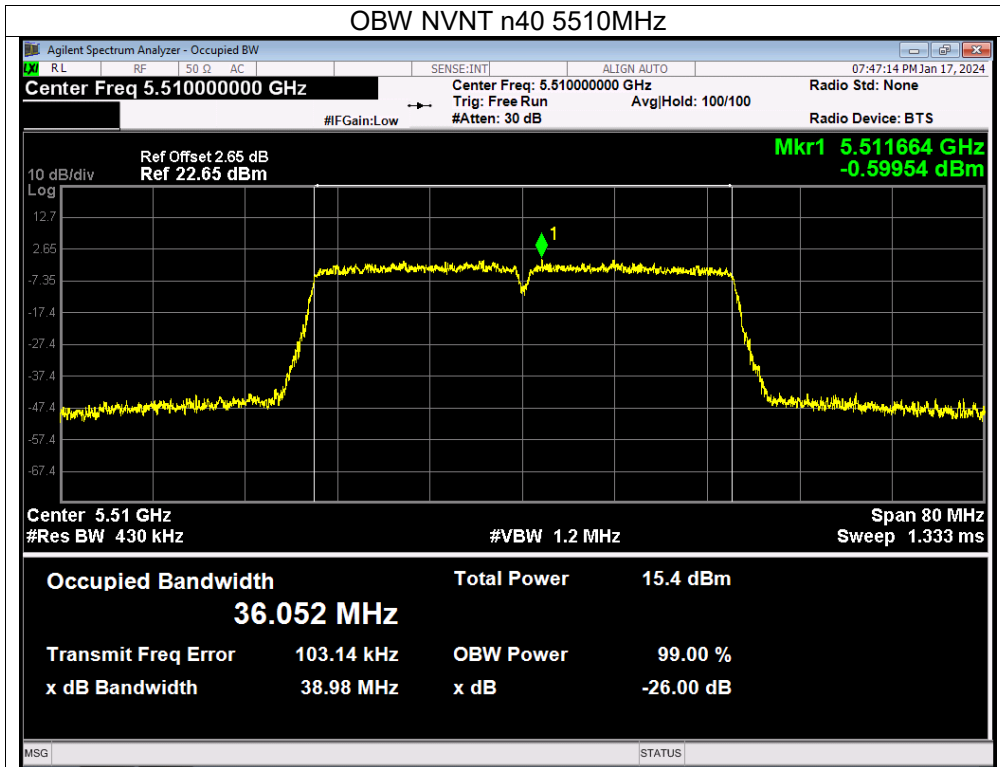 OBW NVNT n40 5510MHz
Agilent Spectrum Analyzer - Occupied BW
LXI RL RF 50 Ω AC SENSE:INT ALIGN AUTO 07:47:14 PM Jan 17, 2024
Center Freq 5.510000000 GHz Center Freq: 5.510000000 GHz Radio Std: None
Trig: Free Run Avg|Hold: 100/100
#IFGain:Low #Atten: 30 dB Radio Device: BTS
Mkr1 5.511664 GHz
-0.59954 dBm
Ref Offset 2.65 dB
10 dB/div Ref 22.65 dBm
Log
12.7
1
2.65
-7.35
-17.4
-27.4
-37.4
-47.4
-57.4
-67.4
Center 5.51 GHz Span 80 MHz
#Res BW 430 kHz #VBW 1.2 MHz Sweep 1.333 ms
Occupied Bandwidth Total Power 15.4 dBm
36.052 MHz
Transmit Freq Error 103.14 kHz OBW Power 99.00 %
x dB Bandwidth 38.98 MHz x dB -26.00 dB
MSG STATUS